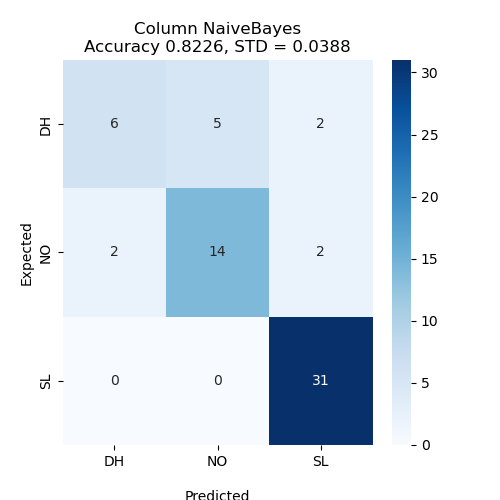 Column NaiveBayes
Accuracy 0.8226, STD = 0.0388
DH 6 5 2
NO 2 14 2
SL 0 0 31
Expected
DH NO SL
Predicted
30
25
20
15
10
5
0